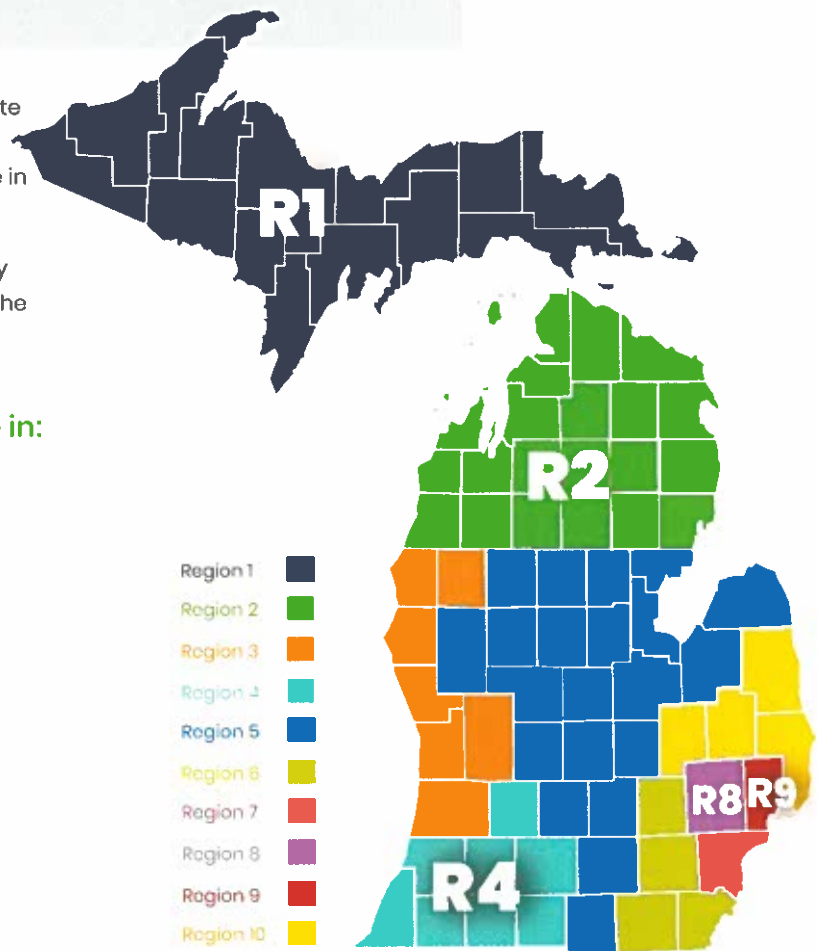 te
e in
y
he
in:
R1
R2
Region 1
Region 2
Region 3
Region 4
Region 5
Region 6
Region 7
Region 8
Region 9
Region 10
R8
R9
R4